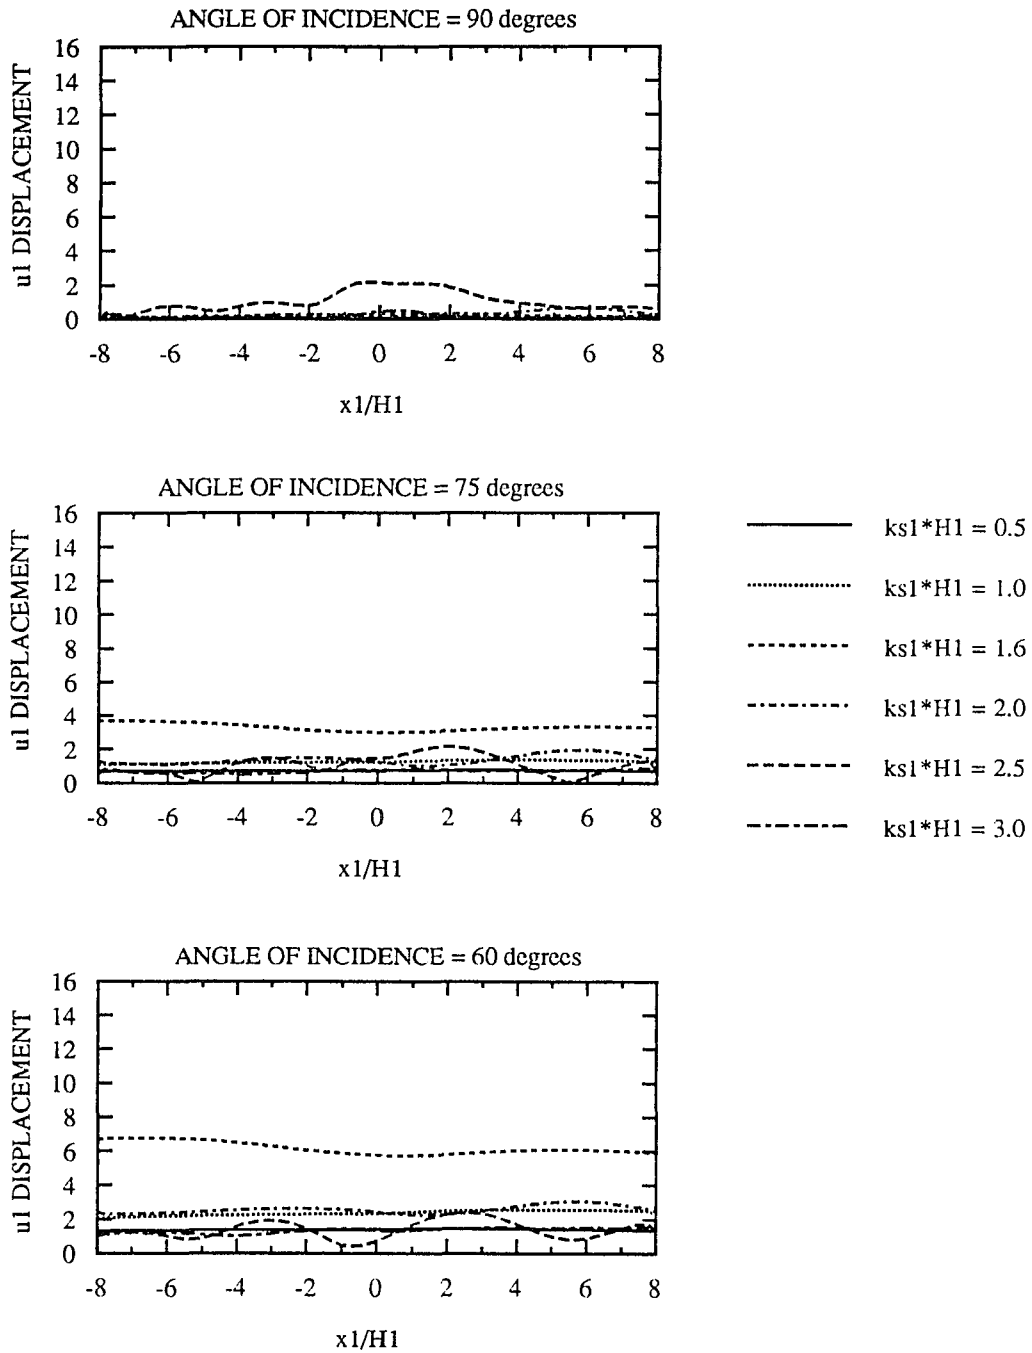 ANGLE OF INCIDENCE = 90 degrees
16
14
12
10
8
6
4
2
0
u1 DISPLACEMENT
-8 -6 -4 -2 0 2 4 6 8
x1/H1
ANGLE OF INCIDENCE = 75 degrees
16
14
12
10
8
6
4
2
0
u1 DISPLACEMENT
-8 -6 -4 -2 0 2 4 6 8
x1/H1
ks1*H1 = 0.5
ks1*H1 = 1.0
ks1*H1 = 1.6
ks1*H1 = 2.0
ks1*H1 = 2.5
ks1*H1 = 3.0
ANGLE OF INCIDENCE = 60 degrees
16
14
12
10
8
6
4
2
0
u1 DISPLACEMENT
-8 -6 -4 -2 0 2 4 6 8
x1/H1